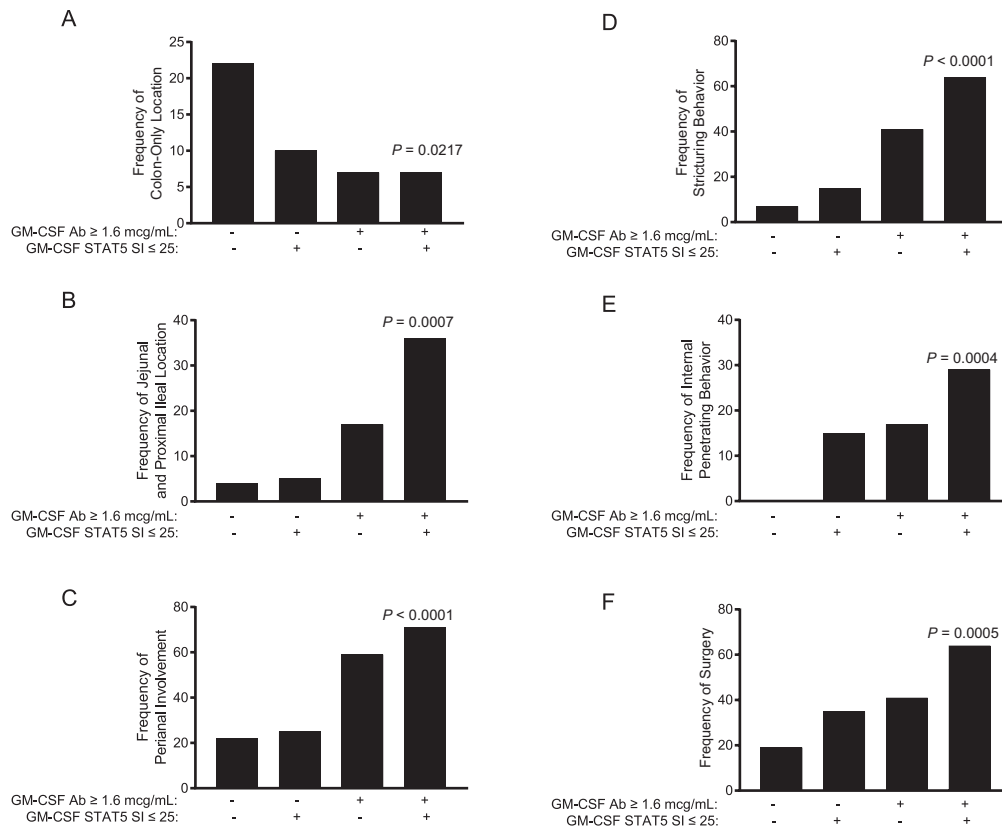 A
Frequency of
Colon-Only Location
25
20
15
10
5
0
P = 0.0217
GM-CSF Ab ≥ 1.6 mcg/mL: - - + +
GM-CSF STAT5 SI ≤ 25: - + - +
B
Frequency of Jejunal
and Proximal Ileal Location
40
30
20
10
0
P = 0.0007
GM-CSF Ab ≥ 1.6 mcg/mL: - - + +
GM-CSF STAT5 SI ≤ 25: - + - +
C
Frequency of
Perianal Involvement
80
60
40
20
0
P < 0.0001
GM-CSF Ab ≥ 1.6 mcg/mL: - - + +
GM-CSF STAT5 SI ≤ 25: - + - +
D
Frequency of
Stricturing Behavior
80
60
40
20
0
P < 0.0001
GM-CSF Ab ≥ 1.6 mcg/mL: - - + +
GM-CSF STAT5 SI ≤ 25: - + - +
E
Frequency of Internal
Penetrating Behavior
40
30
20
10
0
P = 0.0004
GM-CSF Ab ≥ 1.6 mcg/mL: - - + +
GM-CSF STAT5 SI ≤ 25: - + - +
F
Frequency of Surgery
80
60
40
20
0
P = 0.0005
GM-CSF Ab ≥ 1.6 mcg/mL: - - + +
GM-CSF STAT5 SI ≤ 25: - + - +